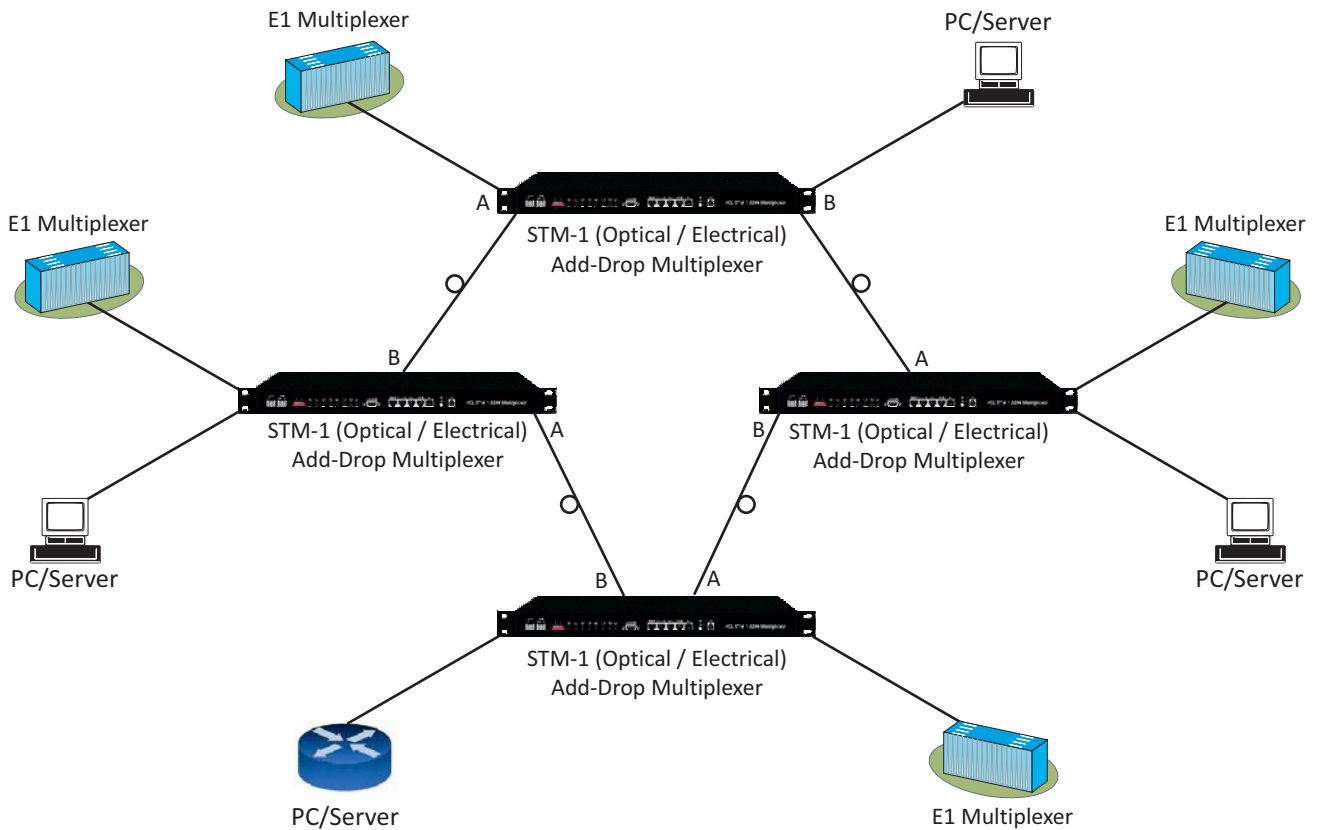 E1 Multiplexer
PC/Server
A
B
STM-1 (Optical / Electrical)
Add-Drop Multiplexer
E1 Multiplexer
E1 Multiplexer
B
A
A
B
STM-1 (Optical / Electrical)
Add-Drop Multiplexer
STM-1 (Optical / Electrical)
Add-Drop Multiplexer
PC/Server
PC/Server
B
A
STM-1 (Optical / Electrical)
Add-Drop Multiplexer
PC/Server
E1 Multiplexer